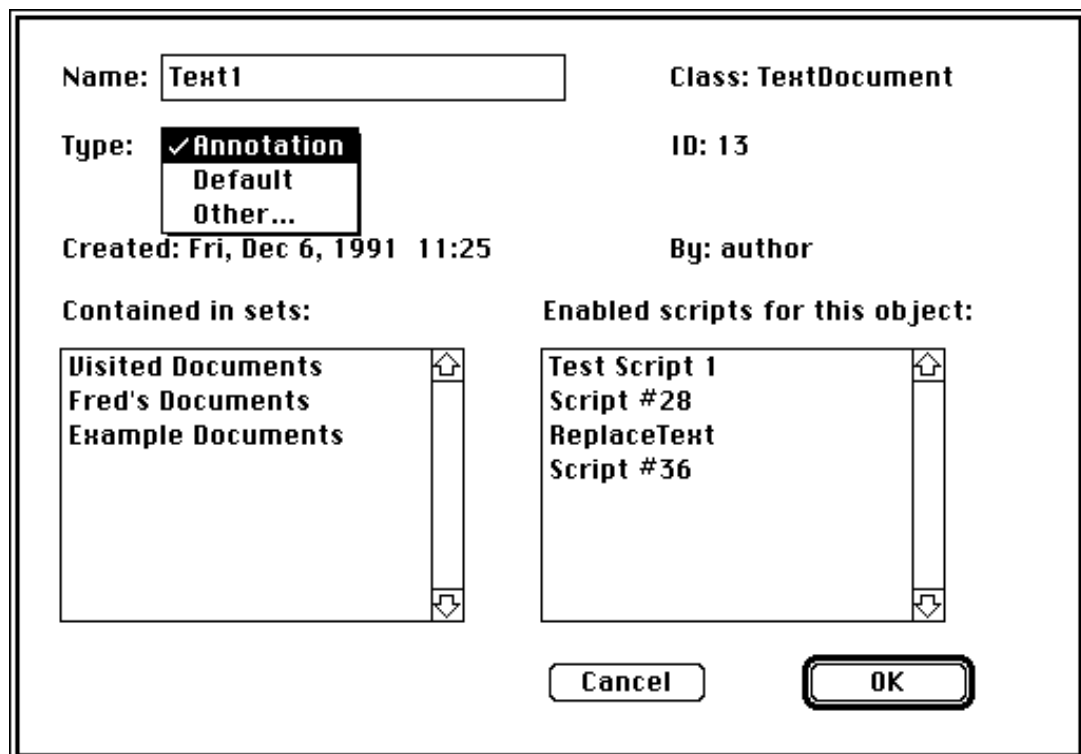 Name: Text1
Class: TextDocument
Type: ✓Annotation
ID: 13
Default
Other...
Created: Fri, Dec 6, 1991 11:25
By: author
Contained in sets:
Enabled scripts for this object:
Visited Documents
Fred's Documents
Example Documents
Test Script 1
Script #28
ReplaceText
Script #36
Cancel
OK